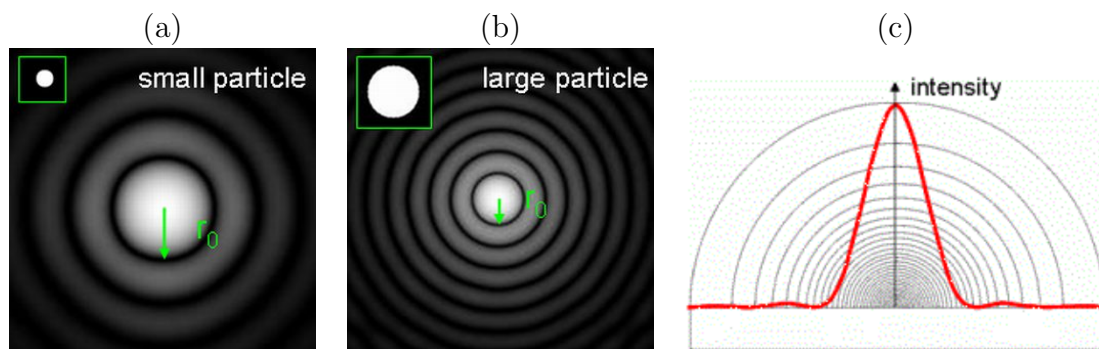 (a)
(b)
(c)
small particle
r0
large particle
r0
intensity